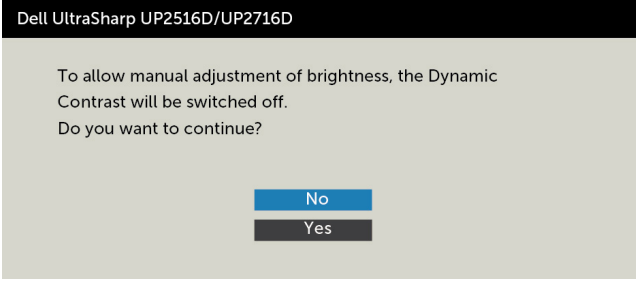 Dell UltraSharp UP2516D/UP2716D
To allow manual adjustment of brightness, the Dynamic
Contrast will be switched off.
Do you want to continue?
No
Yes